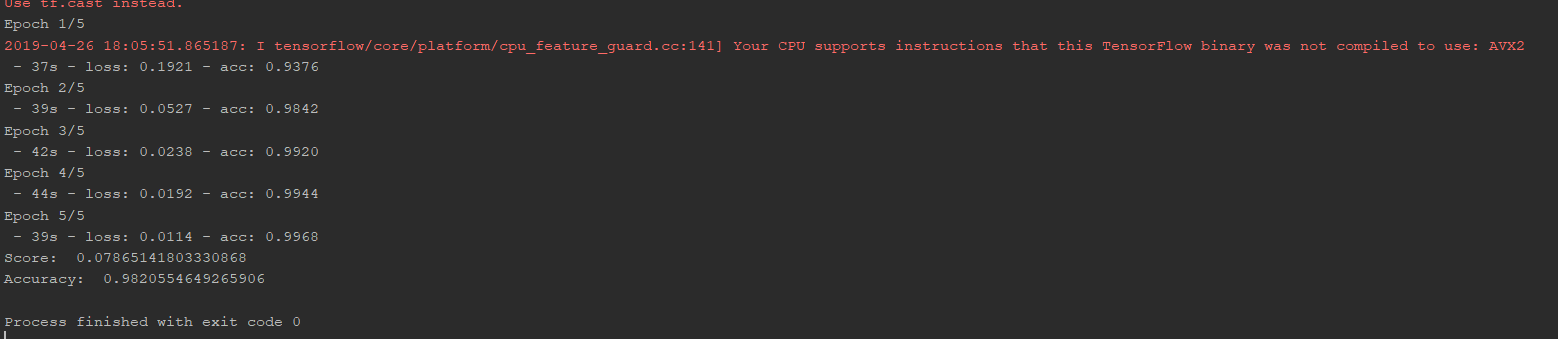 Use tf.cast instead.
Epoch 1/5
2019-04-26 18:05:51.865187: I tensorflow/core/platform/cpu_feature_guard.cc:141] Your CPU supports instructions that this TensorFlow binary was not compiled to use: AVX2
 - 37s - loss: 0.1921 - acc: 0.9376
Epoch 2/5
 - 39s - loss: 0.0527 - acc: 0.9842
Epoch 3/5
 - 42s - loss: 0.0238 - acc: 0.9920
Epoch 4/5
 - 44s - loss: 0.0192 - acc: 0.9944
Epoch 5/5
 - 39s - loss: 0.0114 - acc: 0.9968
Score:  0.07865141803330868
Accuracy:  0.9820554649265906
Process finished with exit code 0